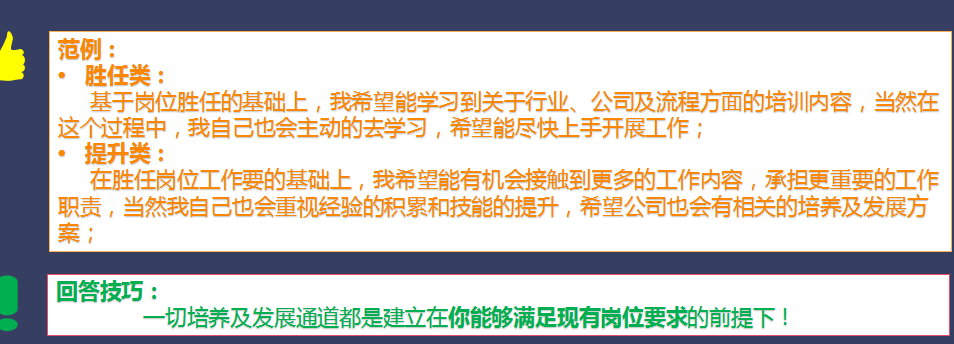 范例：
• 胜任类：
基于岗位胜任的基础上，我希望能学习到关于行业、公司及流程方面的培训内容，当然在
这个过程中，我自己也会主动的去学习，希望能尽快上手开展工作；
• 提升类：
在胜任岗位工作要的基础上，我希望能有机会接触到更多的工作内容，承担更重要的工作
职责，当然我自己也会重视经验的积累和技能的提升，希望公司也会有相关的培养及发展方
案；
回答技巧：
一切培养及发展通道都是建立在你能够满足现有岗位要求的前提下！